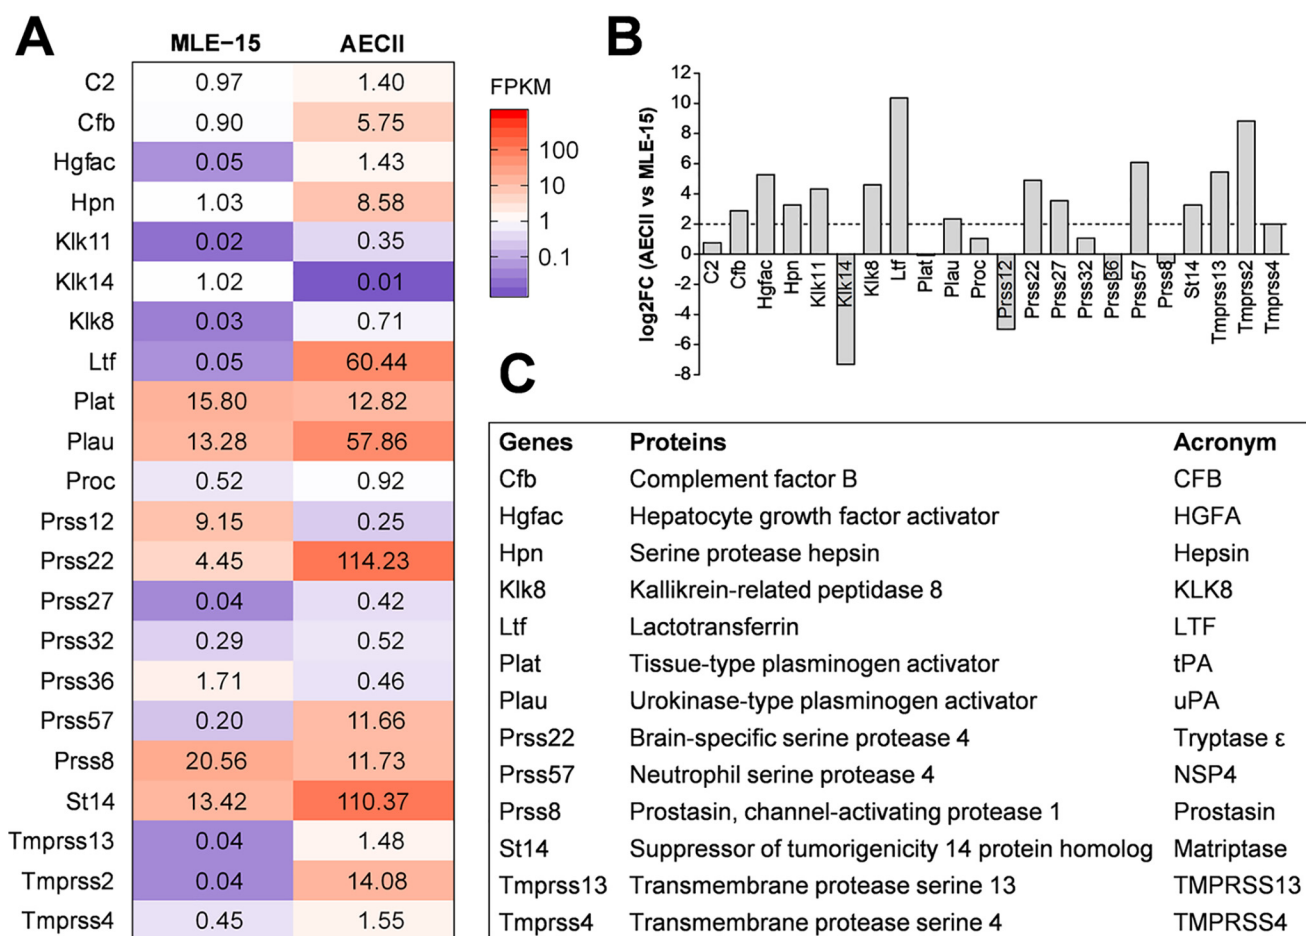 A
MLE−15 AECII
C2 0.97 1.40
Cfb 0.90 5.75
Hgfac 0.05 1.43
Hpn 1.03 8.58
Klk11 0.02 0.35
Klk14 1.02 0.01
Klk8 0.03 0.71
Ltf 0.05 60.44
Plat 15.80 12.82
Plau 13.28 57.86
Proc 0.52 0.92
Prss12 9.15 0.25
Prss22 4.45 114.23
Prss27 0.04 0.42
Prss32 0.29 0.52
Prss36 1.71 0.46
Prss57 0.20 11.66
Prss8 20.56 11.73
St14 13.42 110.37
Tmprss13 0.04 1.48
Tmprss2 0.04 14.08
Tmprss4 0.45 1.55
FPKM
100
10
1
0.1
B
log2FC (AECII vs MLE-15)
12
10
8
6
4
2
0
-2
-4
-6
-8
C2 Cfb Hgfac Hpn Klk11 Klk14 Klk8 Ltf Plat Plau Proc Prss12 Prss22 Prss27 Prss32 Prss36 Prss57 Prss8 St14 Tmprss13 Tmprss2 Tmprss4
C
Genes Proteins Acronym
Cfb Complement factor B CFB
Hgfac Hepatocyte growth factor activator HGFA
Hpn Serine protease hepsin Hepsin
Klk8 Kallikrein-related peptidase 8 KLK8
Ltf Lactotransferrin LTF
Plat Tissue-type plasminogen activator tPA
Plau Urokinase-type plasminogen activator uPA
Prss22 Brain-specific serine protease 4 Tryptase ε
Prss57 Neutrophil serine protease 4 NSP4
Prss8 Prostasin, channel-activating protease 1 Prostasin
St14 Suppressor of tumorigenicity 14 protein homolog Matriptase
Tmprss13 Transmembrane protease serine 13 TMPRSS13
Tmprss4 Transmembrane protease serine 4 TMPRSS4